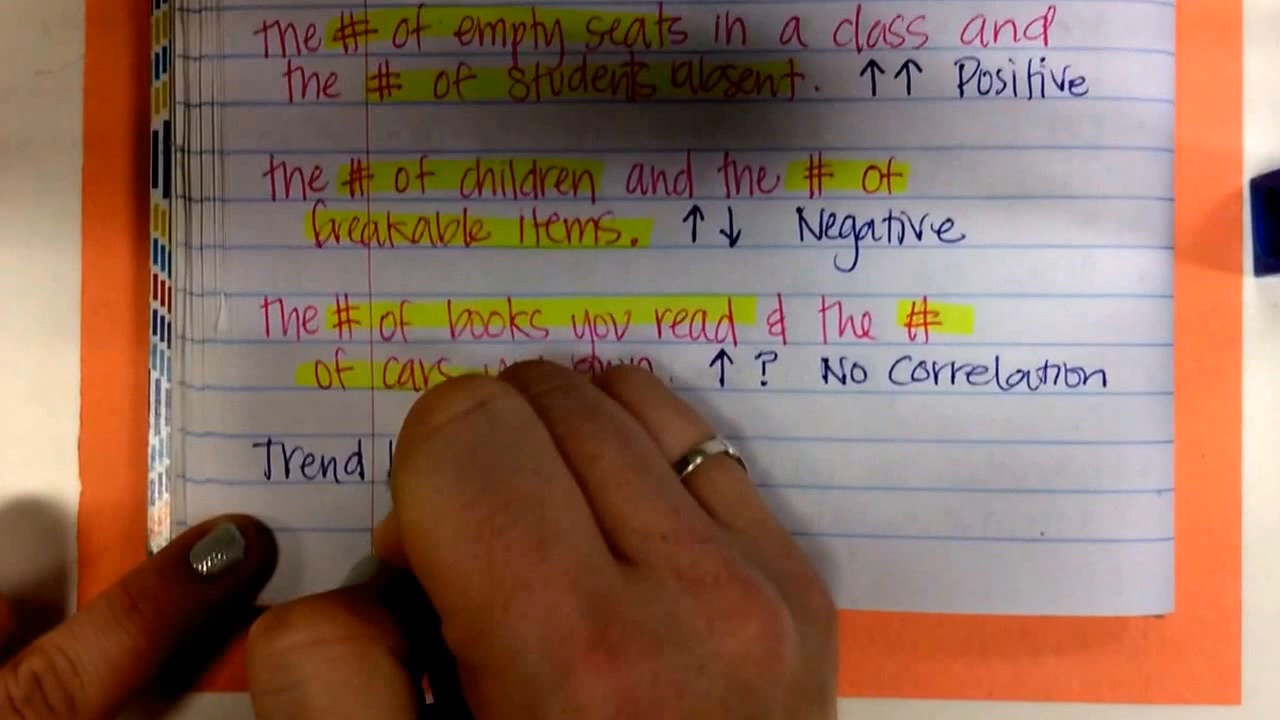 the # of empty seats in a class and
the # of students absent. ↑↑ Positive
the # of children and the # of
breakable items. ↑↓ Negative
the # of books you read & the #
of cars own. ↑ ? No Correlation
Trend